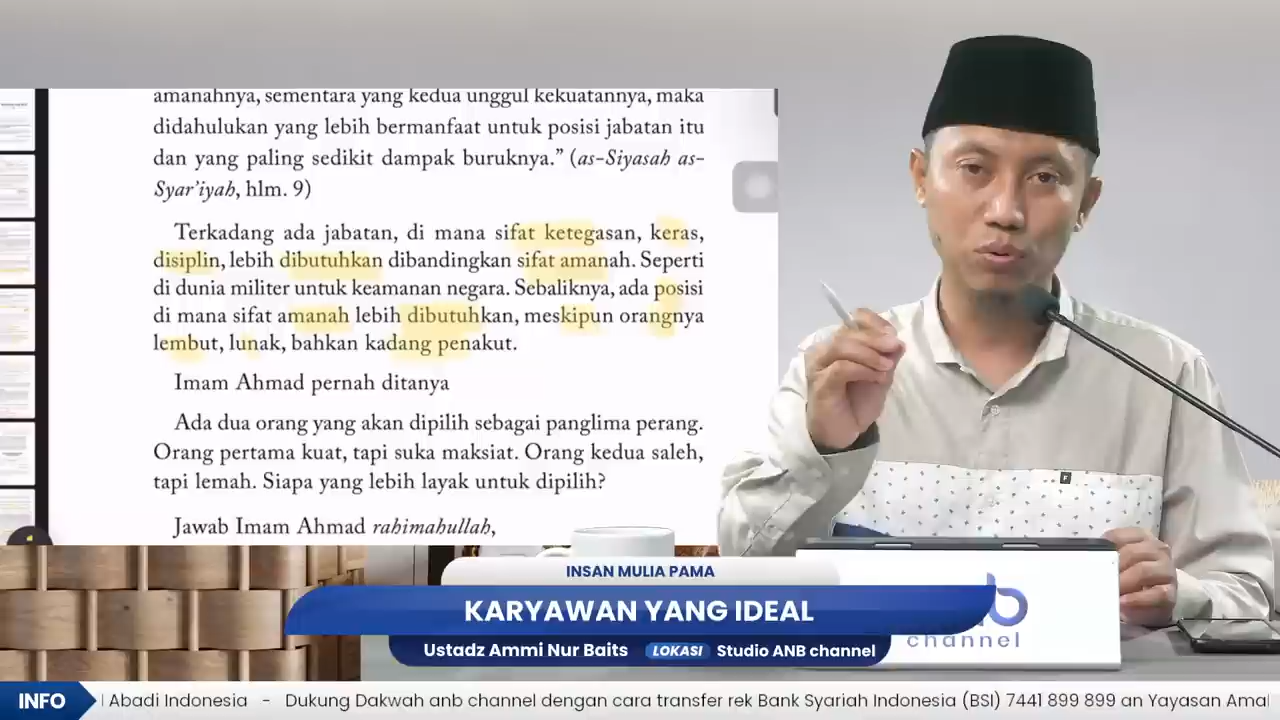 amanahnya, sementara yang kedua unggul kekuatannya, maka
didahulukan yang lebih bermanfaat untuk posisi jabatan itu
dan yang paling sedikit dampak buruknya.” (as-Siyasah as-
Syar’iyah, hlm. 9)
Terkadang ada jabatan, di mana sifat ketegasan, keras,
disiplin, lebih dibutuhkan dibandingkan sifat amanah. Seperti
di dunia militer untuk keamanan negara. Sebaliknya, ada posisi
di mana sifat amanah lebih dibutuhkan, meskipun orangnya
lembut, lunak, bahkan kadang penakut.
Imam Ahmad pernah ditanya
Ada dua orang yang akan dipilih sebagai panglima perang.
Orang pertama kuat, tapi suka maksiat. Orang kedua saleh,
tapi lemah. Siapa yang lebih layak untuk dipilih?
Jawab Imam Ahmad rahimahullah,
INSAN MULIA PAMA
KARYAWAN YANG IDEAL
Ustadz Ammi Nur Baits LOKASI Studio ANB channel
channel
INFO Abadi Indonesia - Dukung Dakwah anb channel dengan cara transfer rek Bank Syariah Indonesia (BSI) 7441 899 899 an Yayasan Amal